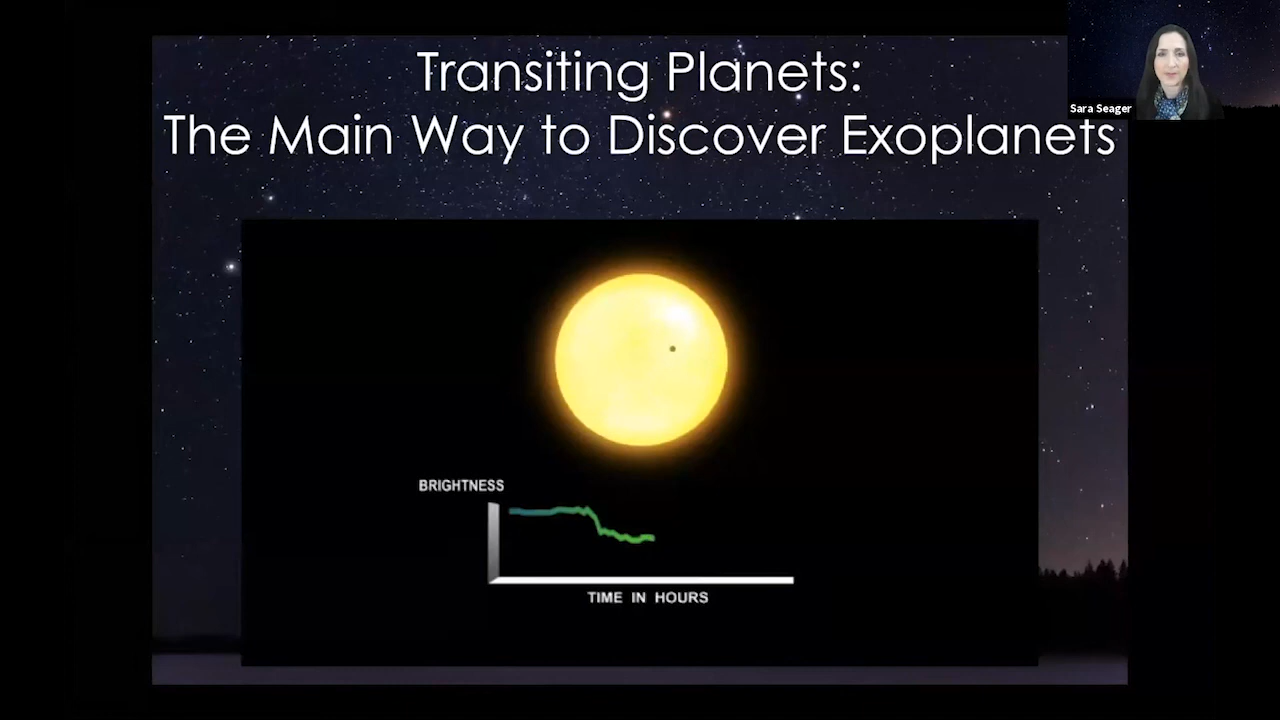 Transiting Planets:
The Main Way to Discover Exoplanets
Sara Seager
BRIGHTNESS
TIME IN HOURS